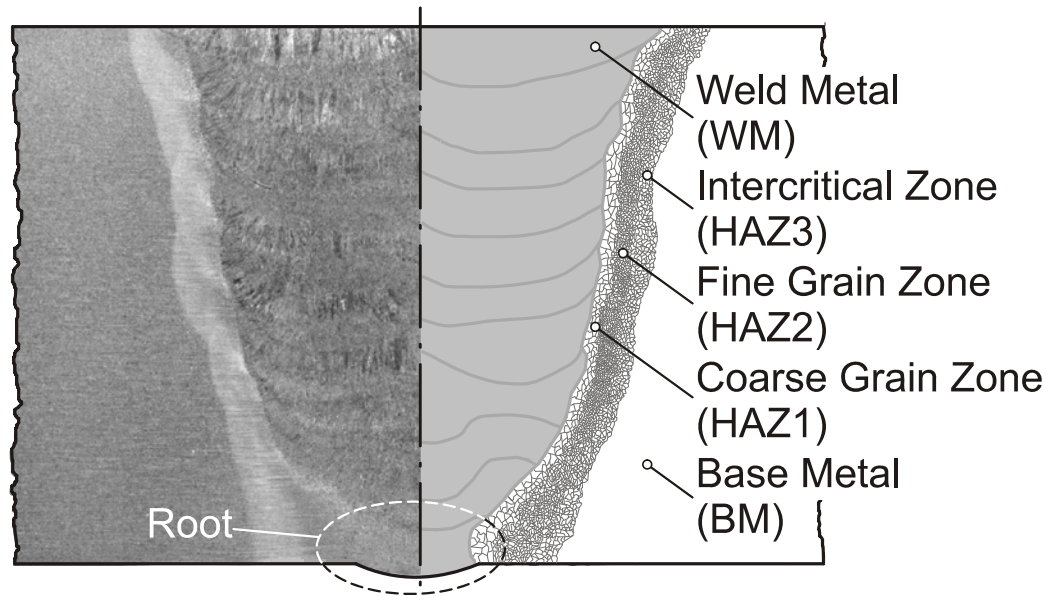 Weld Metal
(WM)
Intercritical Zone
(HAZ3)
Fine Grain Zone
(HAZ2)
Coarse Grain Zone
(HAZ1)
Base Metal
(BM)
Root